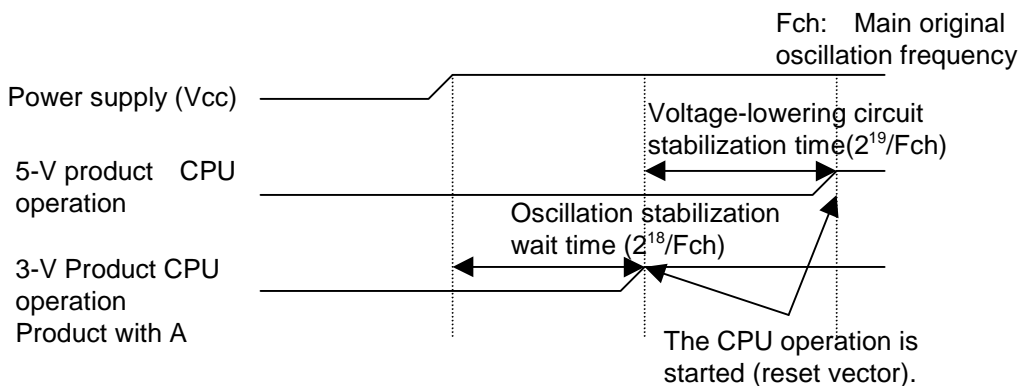 Fch: Main original
oscillation frequency
Power supply (Vcc)
Voltage-lowering circuit
stabilization time(2¹⁹/Fch)
5-V product CPU
operation
Oscillation stabilization
wait time (2¹⁸/Fch)
3-V Product CPU
operation
Product with A
The CPU operation is
started (reset vector).